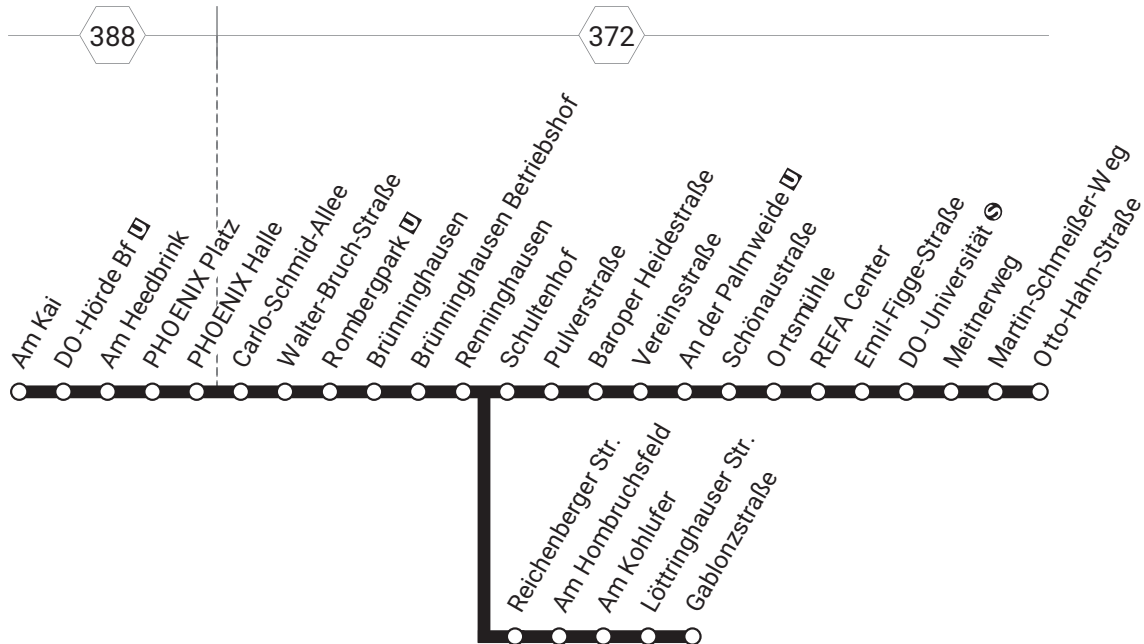 388
372
Am Kai
DO-Hörde Bf U
Am Heedbrink
PHOENIX Platz
PHOENIX Halle
Carlo-Schmid-Allee
Walter-Bruch-Straße
Rombergpark U
Brünninghausen
Brünninghausen Betriebshof
Renninghausen
Schultenhof
Pulverstraße
Baroper Heidestraße
Vereinsstraße
An der Palmweide U
Schönaustraße
Ortsmühle
REFA Center
Emil-Figge-Straße
DO-Universität S
Meitnerweg
Martin-Schmeißer-Weg
Otto-Hahn-Straße
Reichenberger Str.
Am Hombruchsfeld
Am Kohlufer
Löttringhauser Str.
Gablonzstraße